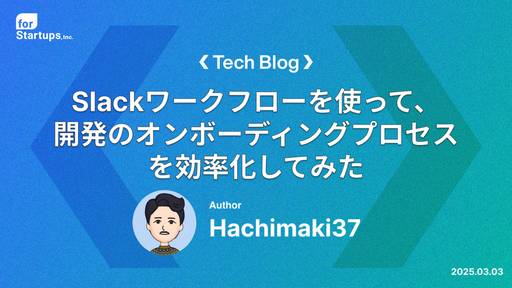 for
Startups,Inc.
❮ Tech Blog ❯
Slackワークフローを使って、
開発のオンボーディングプロセス
を効率化してみた
Author
Hachimaki37
2025.03.03